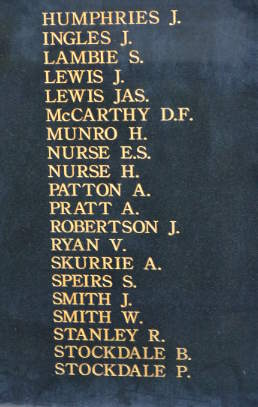 HUMPHRIES J.
INGLES J.
LAMBIE S.
LEWIS J.
LEWIS JAS.
McCARTHY D.F.
MUNRO H.
NURSE E.S.
NURSE H.
PATTON A.
PRATT A.
ROBERTSON J.
RYAN V.
SKURRIE A.
SPEIRS S.
SMITH J.
SMITH W.
STANLEY R.
STOCKDALE B.
STOCKDALE P.